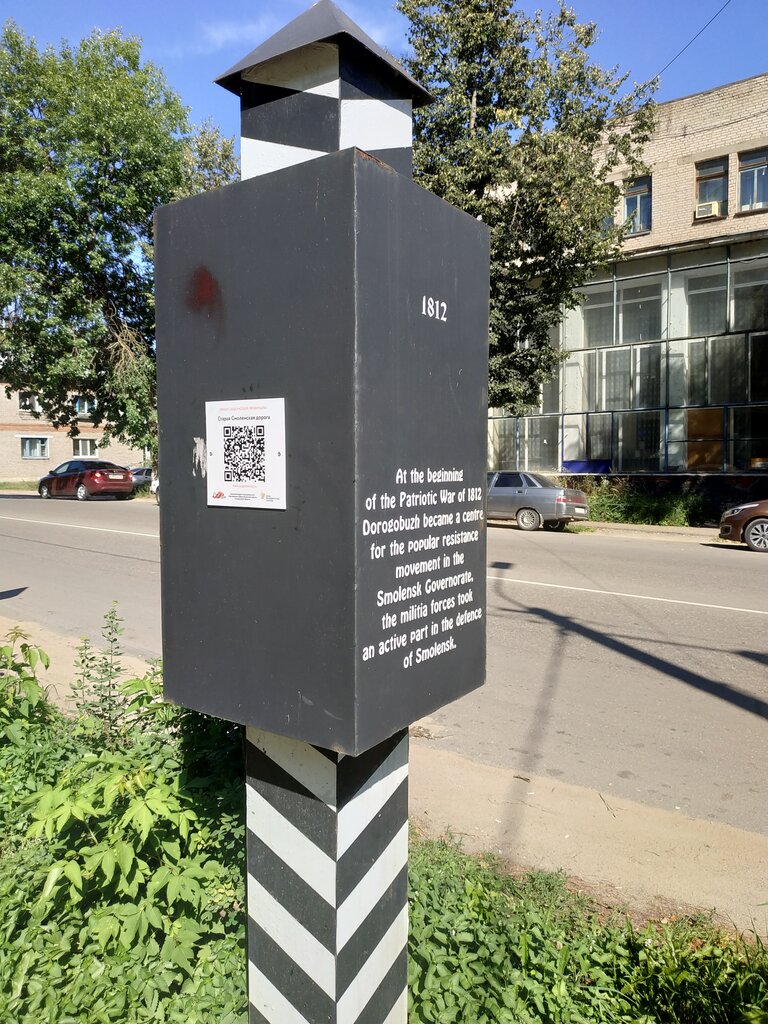 Старая Смоленская дорога
1812
At the beginning
of the Patriotic War of 1812
Dorogobuzh became a centre
for the popular resistance
movement in the
Smolensk Governorate.
the militia forces took
an active part in the defence
of Smolensk.